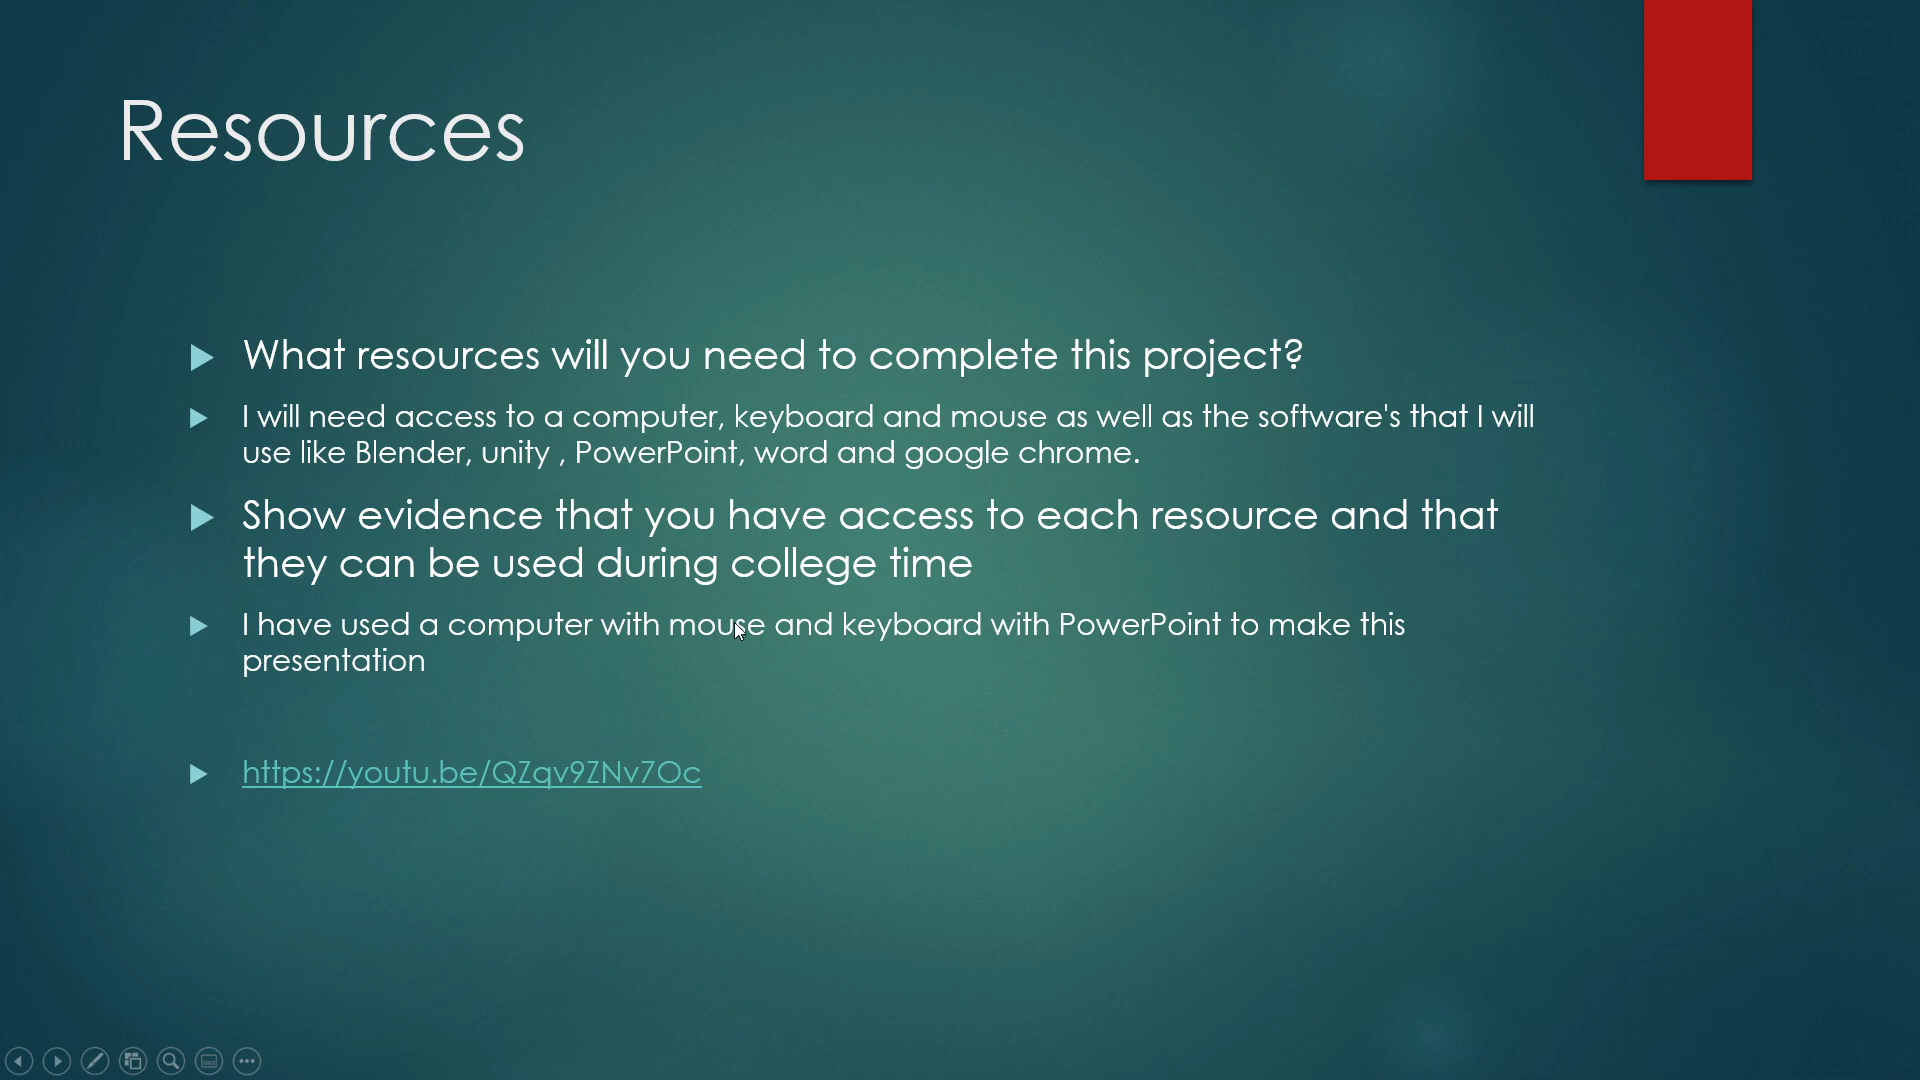 Resources
What resources will you need to complete this project?
I will need access to a computer, keyboard and mouse as well as the software's that I will
use like Blender, unity , PowerPoint, word and google chrome.
Show evidence that you have access to each resource and that
they can be used during college time
I have used a computer with mouse and keyboard with PowerPoint to make this
presentation
https://youtu.be/QZqv9ZNv7Oc